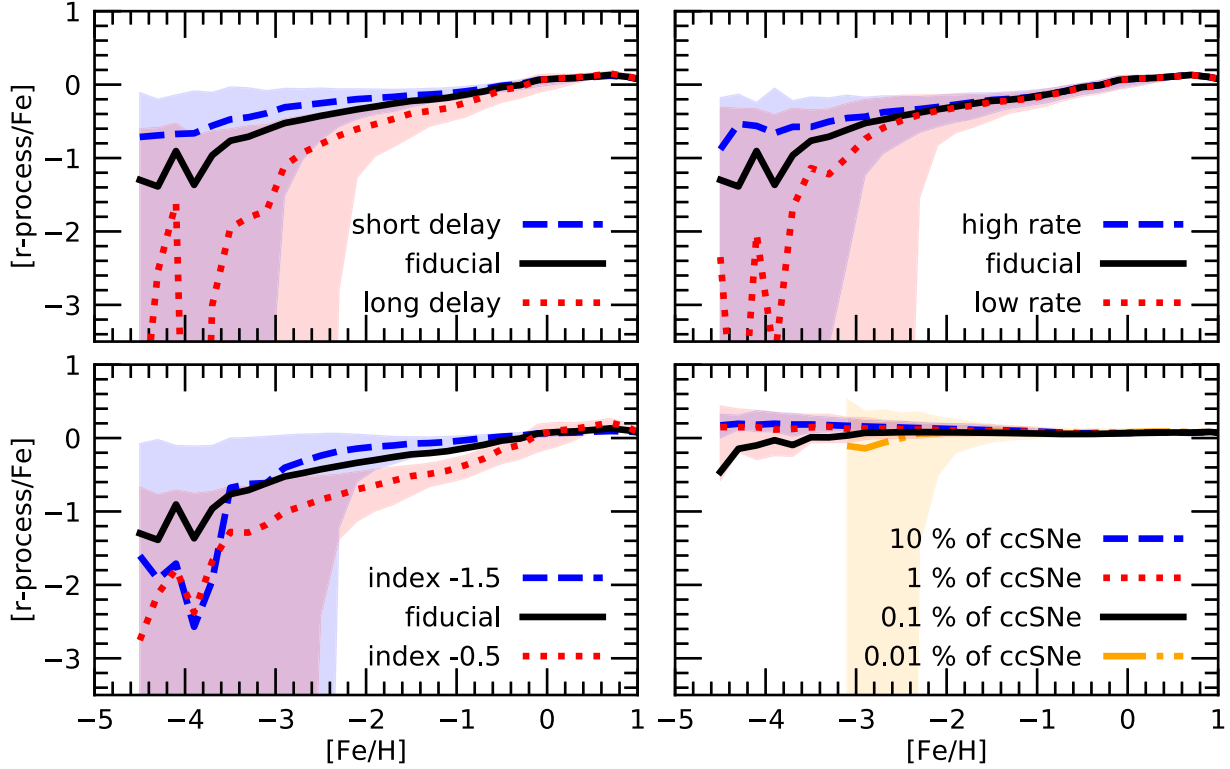 1
0
−1
−2
−3
[r-process/Fe]
short delay
fiducial
long delay
high rate
fiducial
low rate
1
0
−1
−2
−3
[r-process/Fe]
index -1.5
fiducial
index -0.5
−5 −4 −3 −2 −1 0 1
[Fe/H]
10 % of ccSNe
1 % of ccSNe
0.1 % of ccSNe
0.01 % of ccSNe
−5 −4 −3 −2 −1 0 1
[Fe/H]